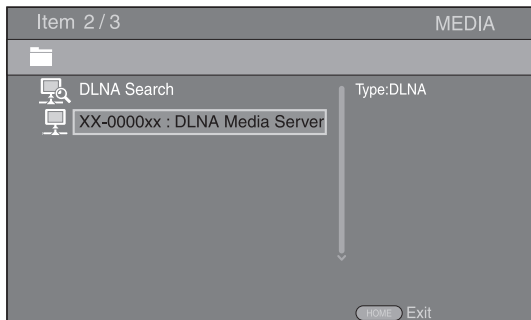 Item 2/3 MEDIA
DLNA Search
Type:DLNA
XX-0000xx : DLNA Media Server
HOME Exit